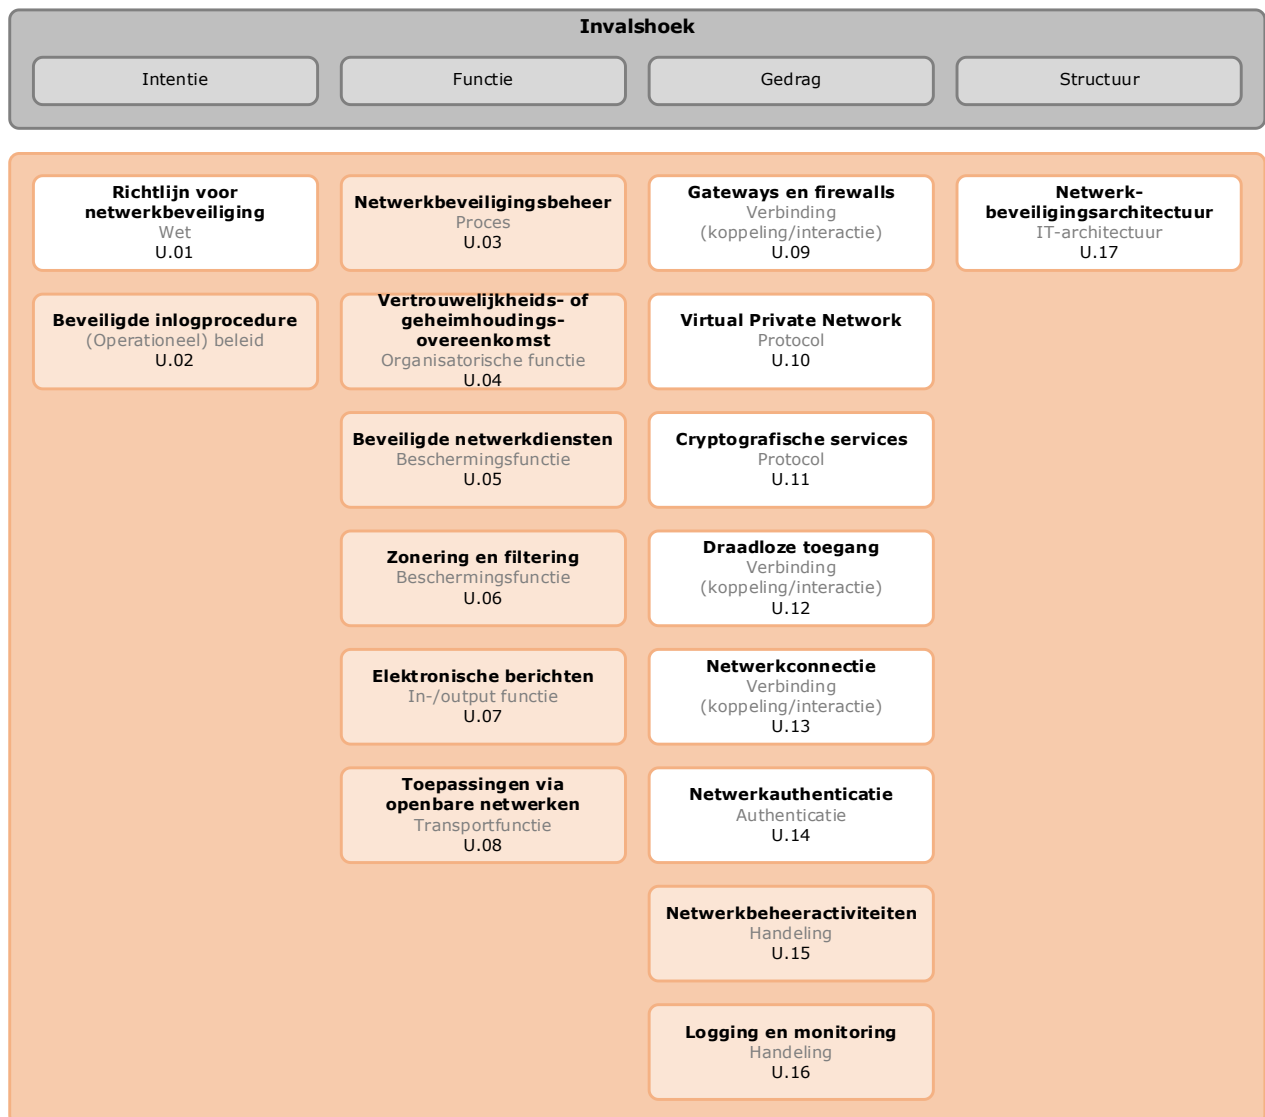 Invalshoek
Intentie
Functie
Gedrag
Structuur
Richtlijn voor
netwerkbeveiliging
Wet
U.01
Netwerkbeveiligingsbeheer
Proces
U.03
Gateways en firewalls
Verbinding
(koppeling/interactie)
U.09
Netwerk-
beveiligingsarchitectuur
IT-architectuur
U.17
Beveiligde inlogprocedure
(Operationeel) beleid
U.02
Vertrouwelijkheids- of
geheimhoudings-
overeenkomst
Organisatorische functie
U.04
Virtual Private Network
Protocol
U.10
Beveiligde netwerkdiensten
Beschermingsfunctie
U.05
Cryptografische services
Protocol
U.11
Zonering en filtering
Beschermingsfunctie
U.06
Draadloze toegang
Verbinding
(koppeling/interactie)
U.12
Elektronische berichten
In-/output functie
U.07
Netwerkconnectie
Verbinding
(koppeling/interactie)
U.13
Toepassingen via
openbare netwerken
Transportfunctie
U.08
Netwerkauthenticatie
Authenticatie
U.14
Netwerkbeheeractiviteiten
Handeling
U.15
Logging en monitoring
Handeling
U.16